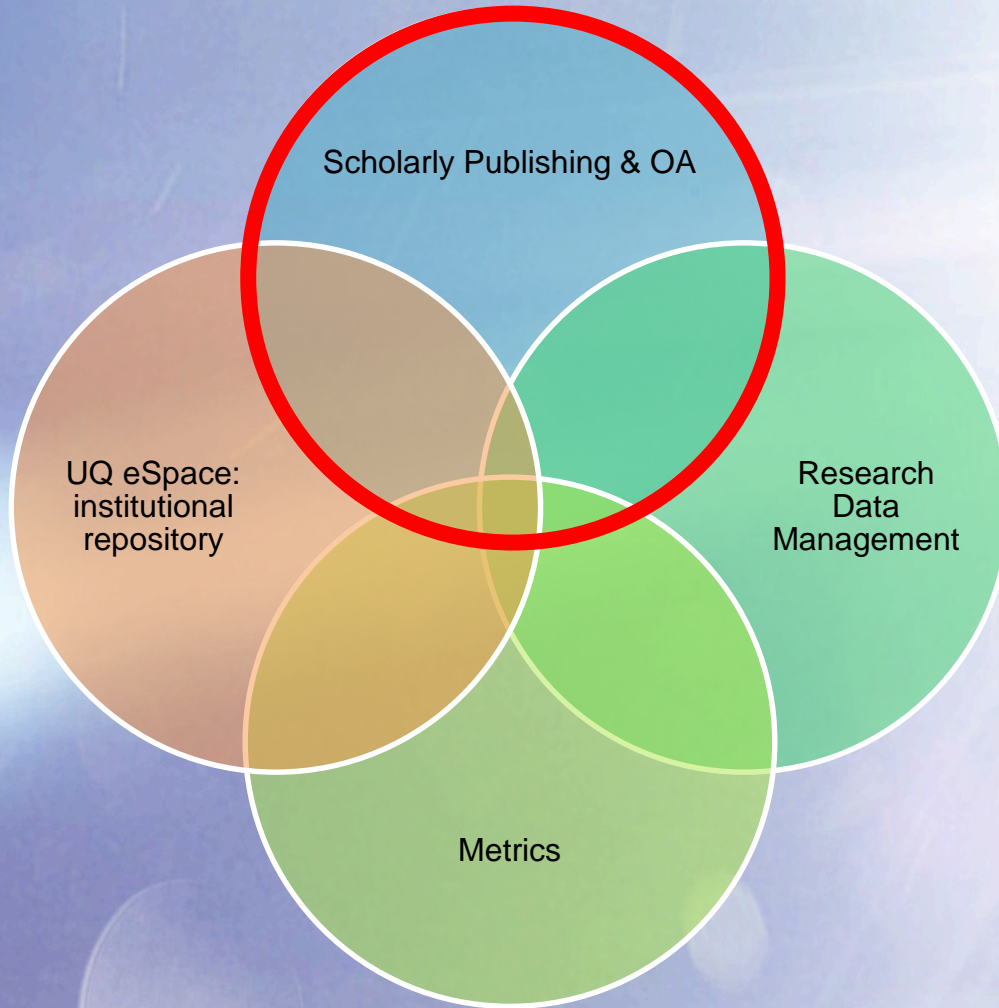 Scholarly Publishing & OA
UQ eSpace:
institutional
repository
Research
Data
Management
Metrics